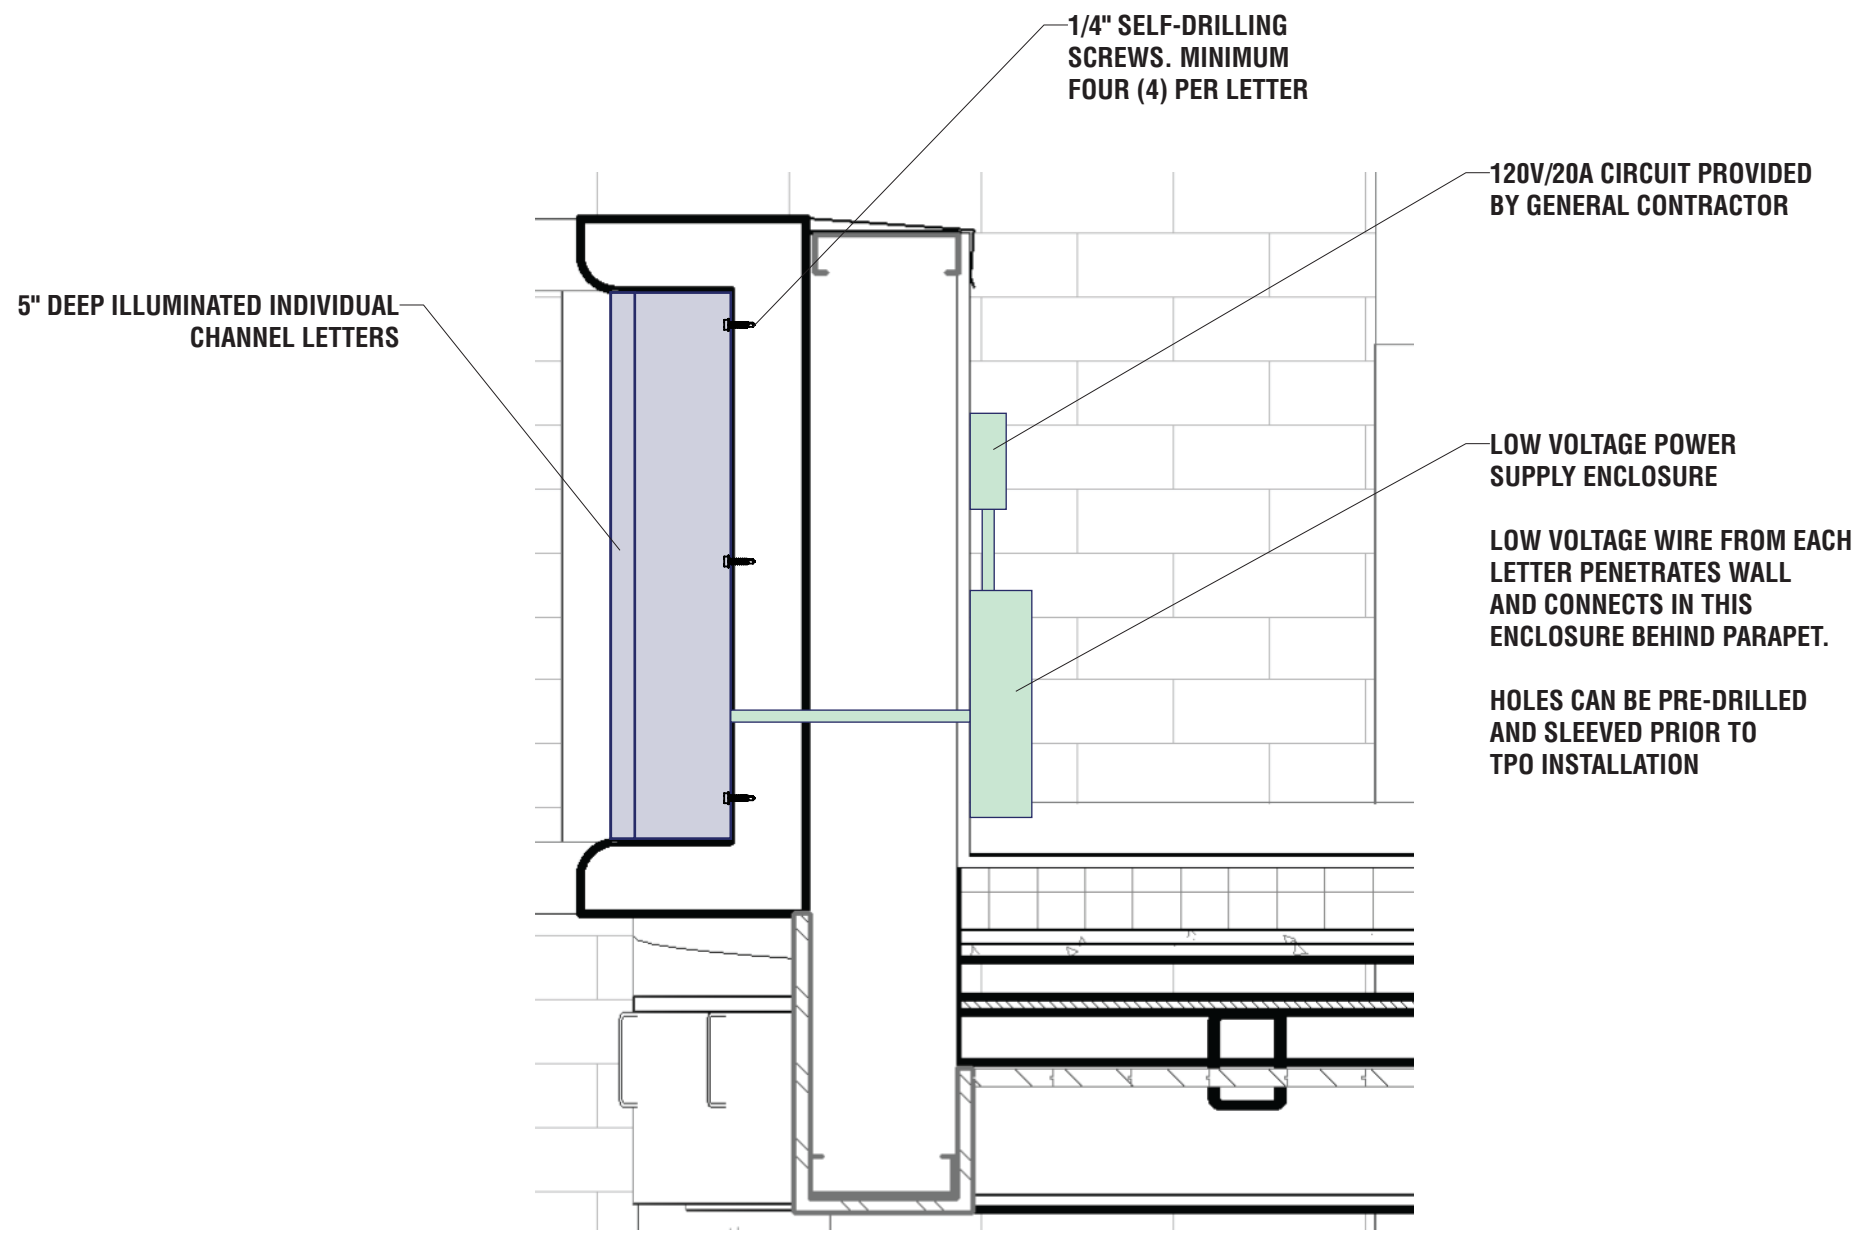 1/4" SELF-DRILLING
SCREWS. MINIMUM
FOUR (4) PER LETTER
120V/20A CIRCUIT PROVIDED
BY GENERAL CONTRACTOR
5" DEEP ILLUMINATED INDIVIDUAL
CHANNEL LETTERS
LOW VOLTAGE POWER
SUPPLY ENCLOSURE
LOW VOLTAGE WIRE FROM EACH
LETTER PENETRATES WALL
AND CONNECTS IN THIS
ENCLOSURE BEHIND PARAPET.
HOLES CAN BE PRE-DRILLED
AND SLEEVED PRIOR TO
TPO INSTALLATION